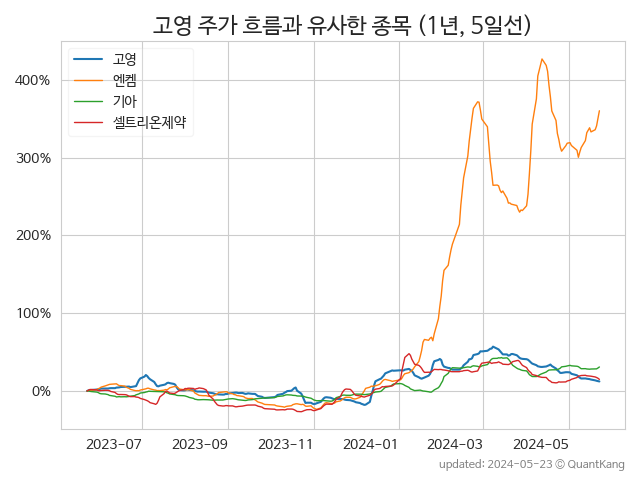 고영 주가 흐름과 유사한 종목 (1년, 5일선)
고영
엔켐
기아
셀트리온제약
400%
300%
200%
100%
0%
2023-07 2023-09 2023-11 2024-01 2024-03 2024-05
updated: 2024-05-23 © QuantKang